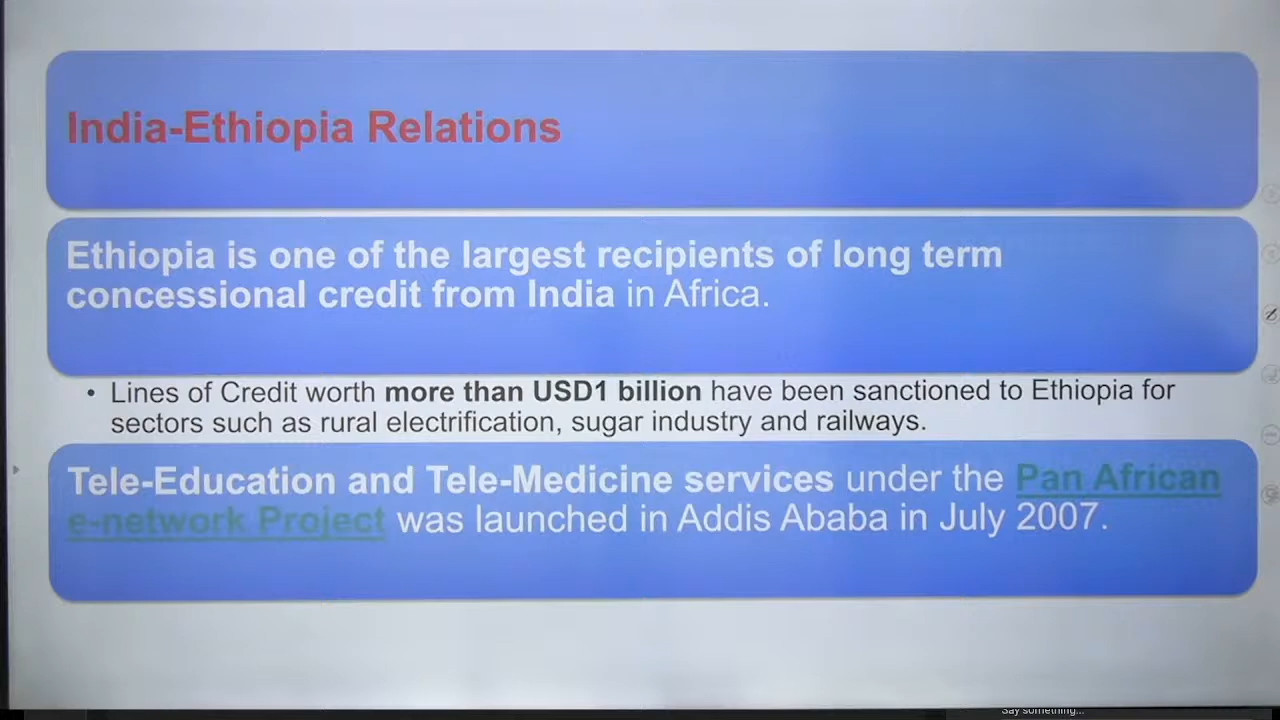 India-Ethiopia Relations
Ethiopia is one of the largest recipients of long term
concessional credit from India in Africa.
• Lines of Credit worth more than USD1 billion have been sanctioned to Ethiopia for
sectors such as rural electrification, sugar industry and railways.
Tele-Education and Tele-Medicine services under the Pan African
e-network Project was launched in Addis Ababa in July 2007.
Say something...